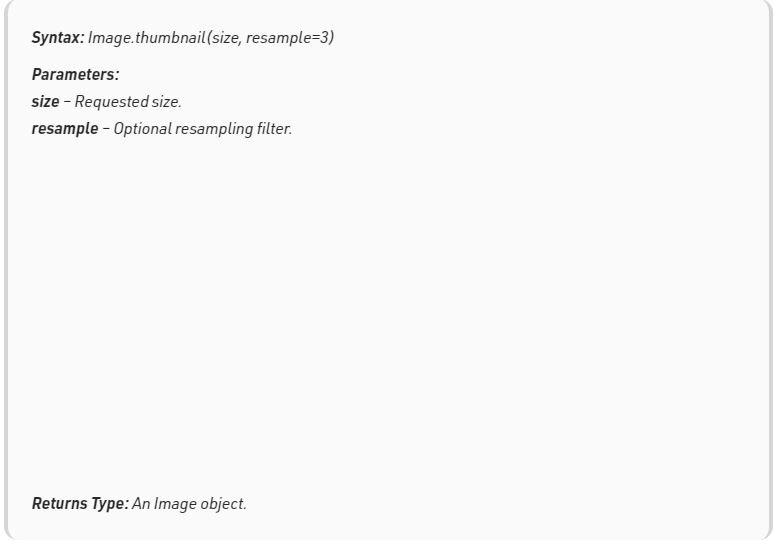 Syntax: Image.thumbnail(size, resample=3)
Parameters:
size – Requested size.
resample – Optional resampling filter.
Returns Type: An Image object.